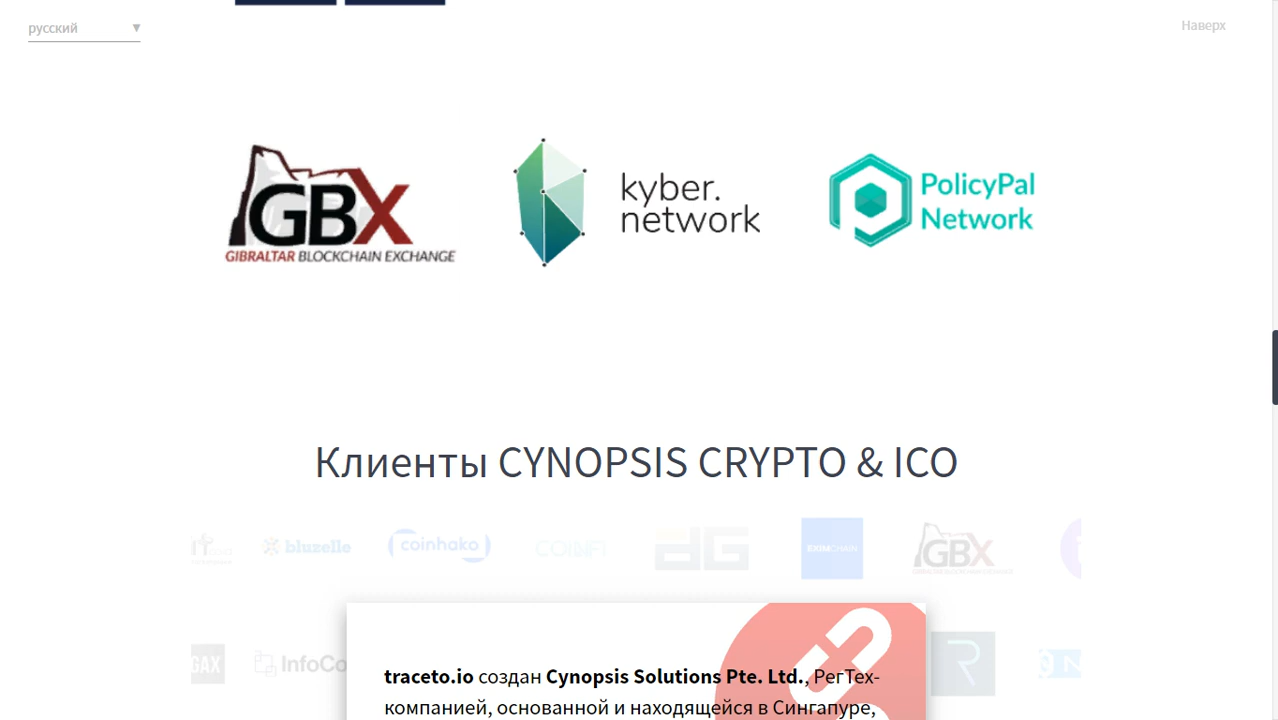 русский ▼
Наверх
GBX
GIBRALTAR BLOCKCHAIN EXCHANGE
kyber.
network
PolicyPal
Network
Клиенты CYNOPSIS CRYPTO & ICO
bluzelle
coinhako
EXIMCHAIN
GBX
InfoCo
traceto.io создан Cynopsis Solutions Pte. Ltd., РегТех-
компанией, основанной и находящейся в Сингапуре,